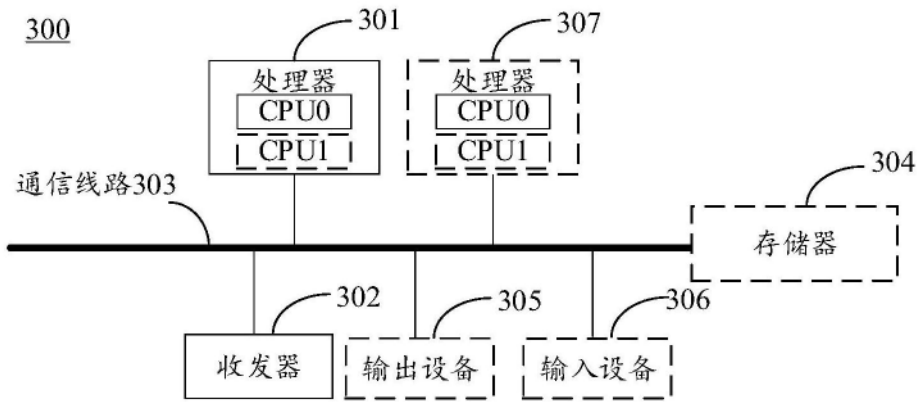 300
301
307
处理器
处理器
CPU0
CPU0
CPU1
CPU1
通信线路303
304
存储器
302
305
306
收发器
输出设备
输入设备